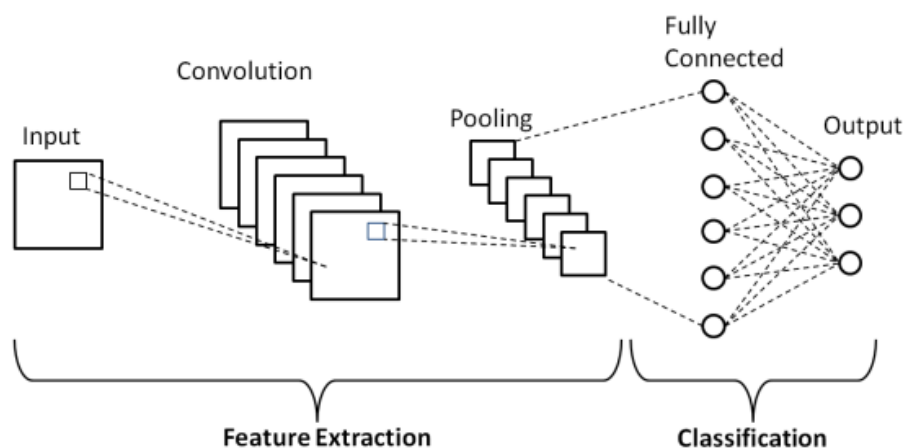 Fully
Connected
Convolution
Pooling
Output
Input
Feature Extraction
Classification